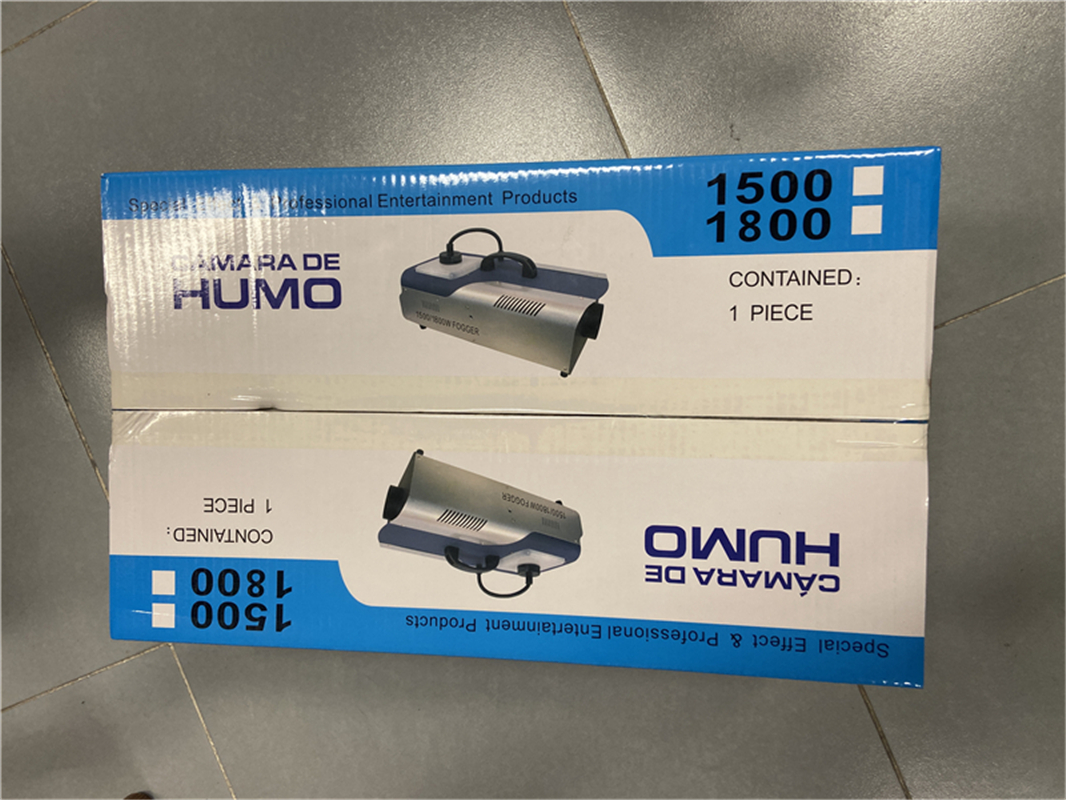 Special Professional Entertainment Products
1500
1800
CÁMARA DE
HUMO
CONTAINED:
1 PIECE
1500/1800W FOGGER
1500/1800W FOGGER
1 PIECE
CONTAINED:
CÁMARA DE
HUMO
1800
1500
Special Effect & Professional Entertainment Products